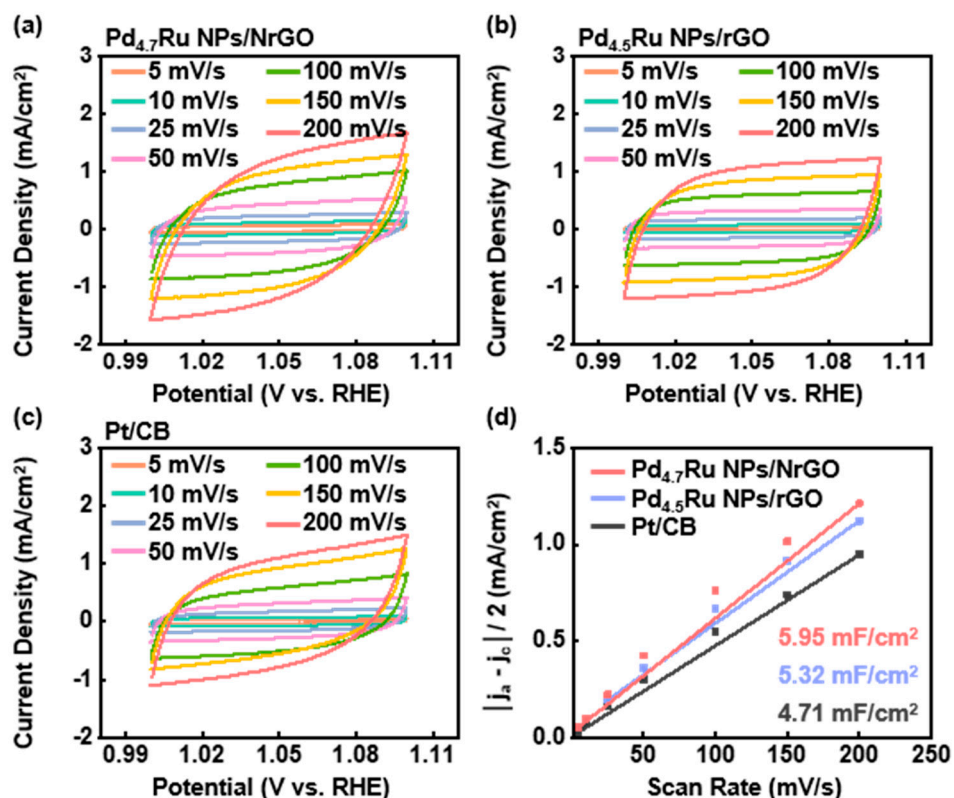 (a)
Pd4.7Ru NPs/NrGO
5 mV/s
10 mV/s
25 mV/s
50 mV/s
100 mV/s
150 mV/s
200 mV/s
3
2
1
0
-1
-2
Current Density (mA/cm²)
0.99 1.02 1.05 1.08 1.11
Potential (V vs. RHE)
(b)
Pd4.5Ru NPs/rGO
5 mV/s
10 mV/s
25 mV/s
50 mV/s
100 mV/s
150 mV/s
200 mV/s
3
2
1
0
-1
-2
Current Density (mA/cm²)
0.99 1.02 1.05 1.08 1.11
Potential (V vs. RHE)
(c)
Pt/CB
5 mV/s
10 mV/s
25 mV/s
50 mV/s
100 mV/s
150 mV/s
200 mV/s
3
2
1
0
-1
-2
Current Density (mA/cm²)
0.99 1.02 1.05 1.08 1.11
Potential (V vs. RHE)
(d)
Pd4.7Ru NPs/NrGO
Pd4.5Ru NPs/rGO
Pt/CB
1.5
1.0
0.5
0.0
|ja - jc| / 2 (mA/cm²)
5.95 mF/cm²
5.32 mF/cm²
4.71 mF/cm²
50 100 150 200 250
Scan Rate (mV/s)